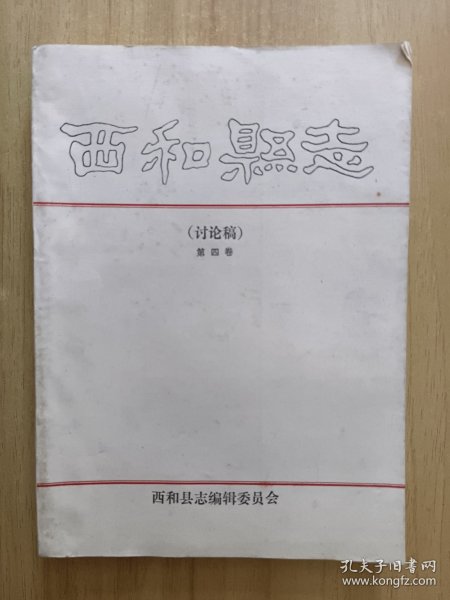 西和縣志
（讨论稿）
第四卷
西和县志编辑委员会
孔夫子旧书网
www.kongfz.com